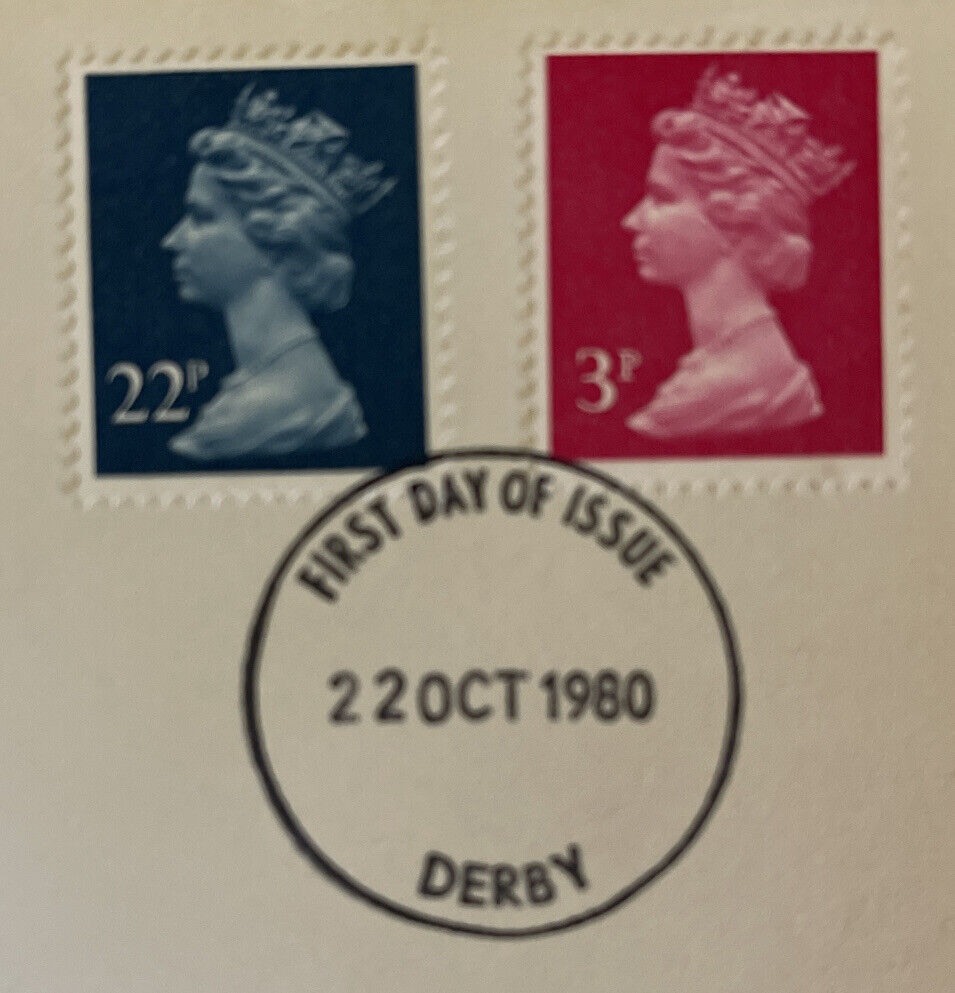 22P
3P
FIRST DAY OF ISSUE
22 OCT 1980
DERBY